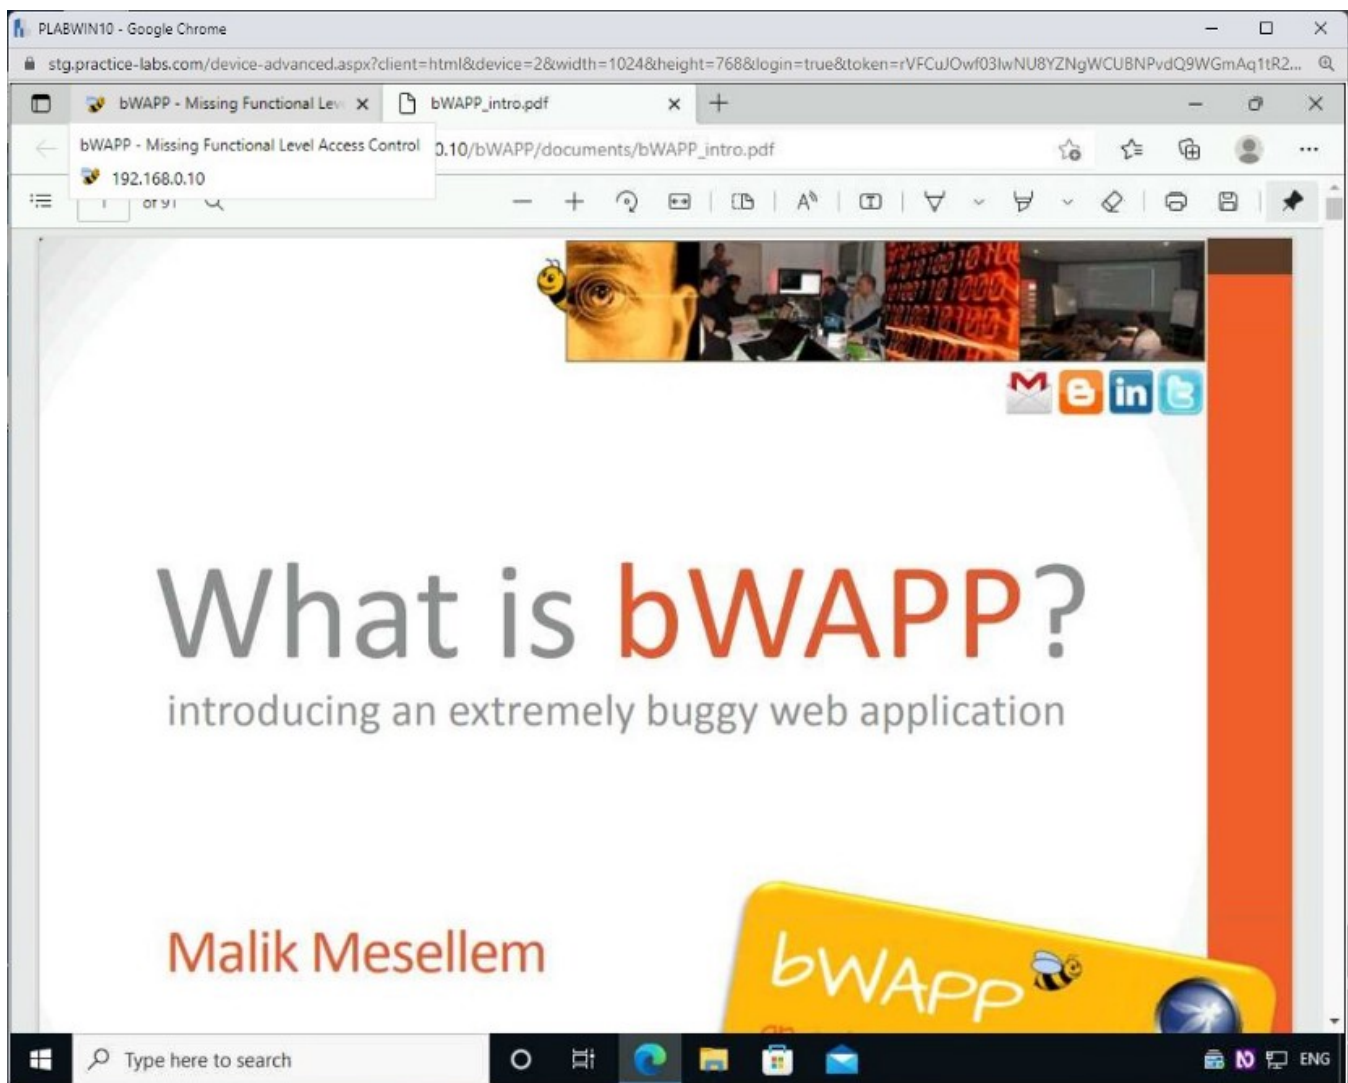 PLABWIN10 - Google Chrome
stg.practice-labs.com/device-advanced.aspx?client=html&device=2&width=1024&height=768&login=true&token=rVFCuJOwf03IwNU8YZNgWCUBNPvdQ9WGmAq1tR2...
bWAPP - Missing Functional Lev
bWAPP_intro.pdf
bWAPP - Missing Functional Level Access Control
0.10/bWAPP/documents/bWAPP_intro.pdf
192.168.0.10
1 of 91
in
What is bWAPP?
introducing an extremely buggy web application
Malik Mesellem
bWAPP
Type here to search
ENG